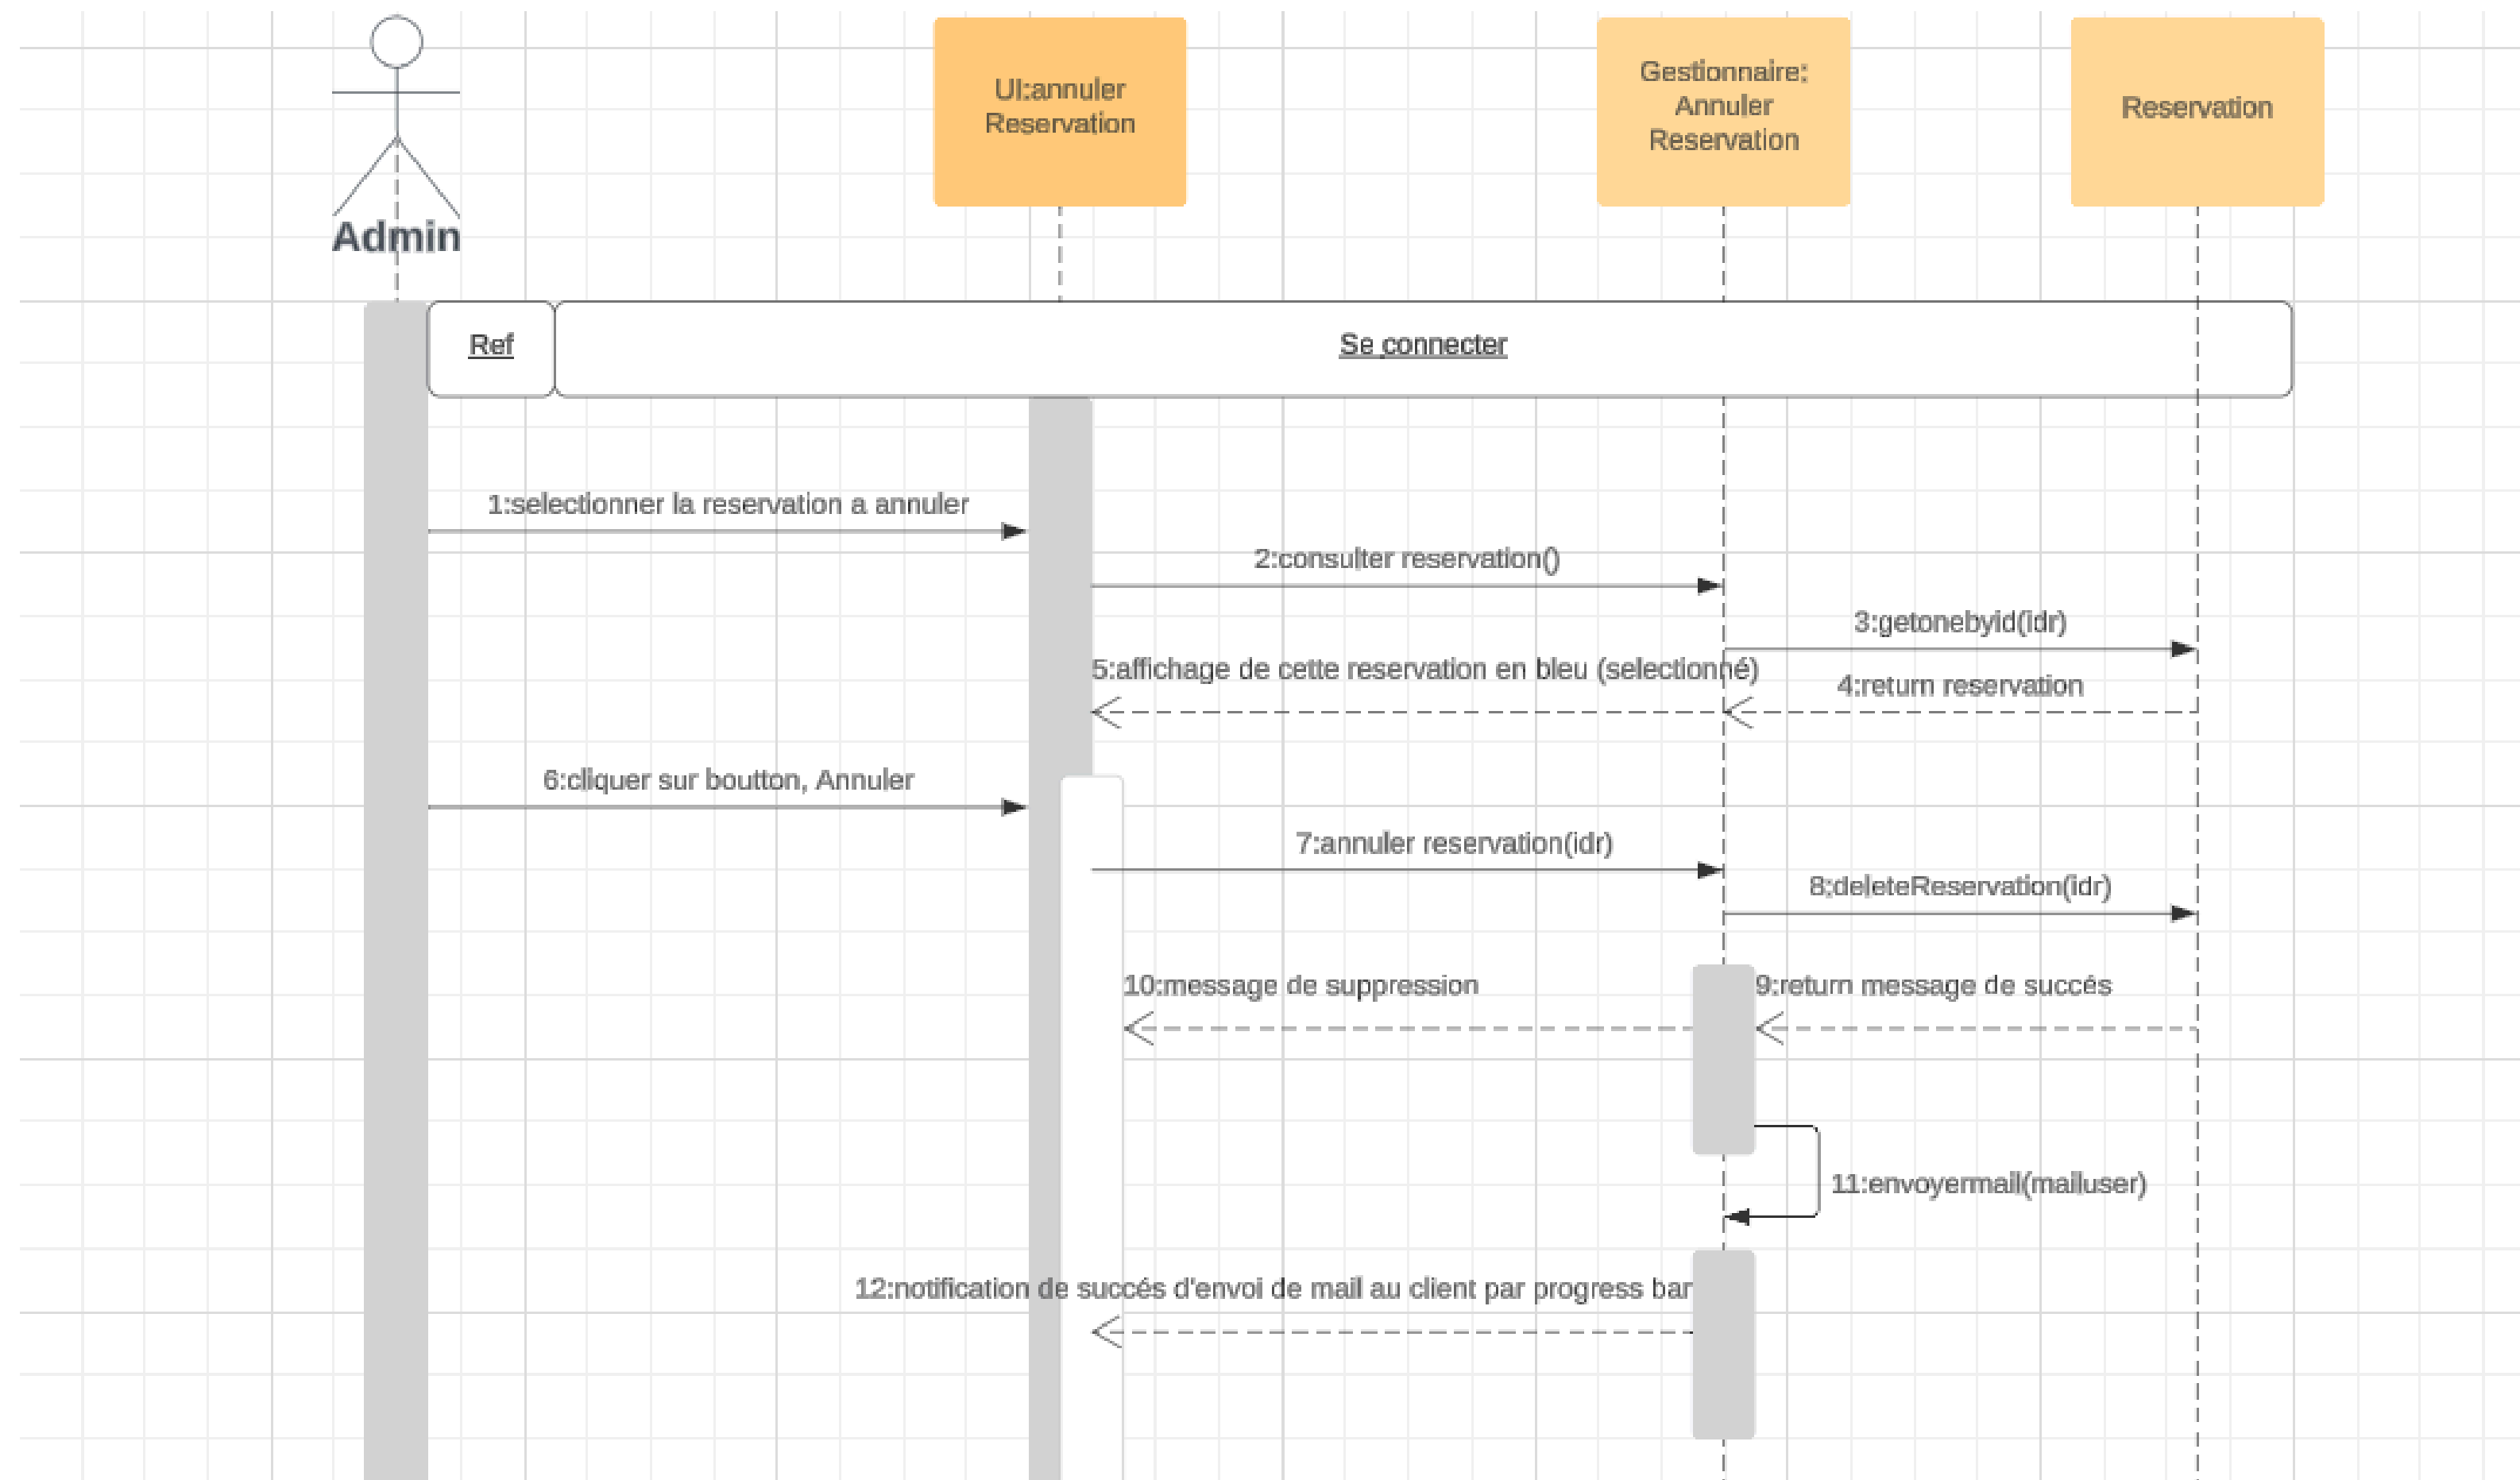 Admin
UI:annuler
Reservation
Gestionnaire:
Annuler
Reservation
Reservation
Ref
Se connecter
1:selectionner la reservation a annuler
2:consulter reservation()
3:getonebyid(idr)
5:affichage de cette reservation en bleu (selectionné)
4:return reservation
6:cliquer sur boutton, Annuler
7:annuler reservation(idr)
8:deleteReservation(idr)
10:message de suppression
9:return message de succés
11:envoyermail(mailuser)
12:notification de succés d'envoi de mail au client par progress bar